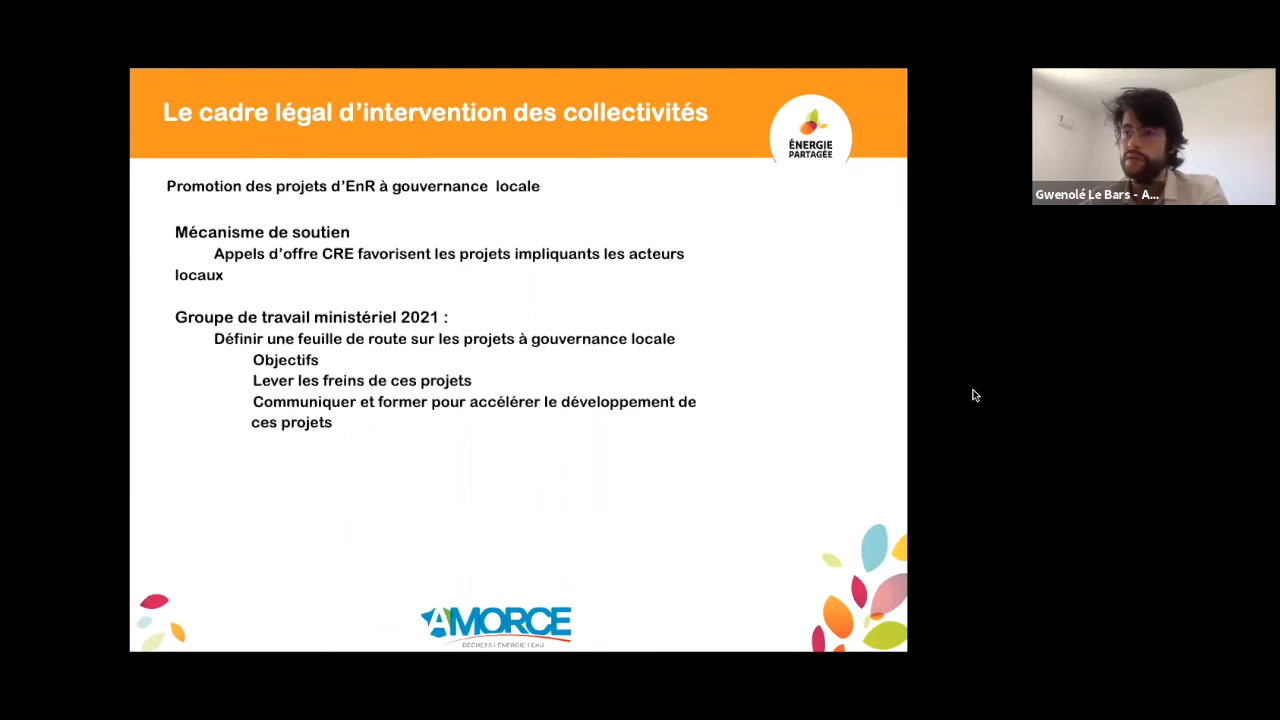 Le cadre légal d'intervention des collectivités
ÉNERGIE
PARTAGÉE
Promotion des projets d'EnR à gouvernance locale
Mécanisme de soutien
Appels d'offre CRE favorisent les projets impliquants les acteurs
locaux
Groupe de travail ministériel 2021 :
Définir une feuille de route sur les projets à gouvernance locale
Objectifs
Lever les freins de ces projets
Communiquer et former pour accélérer le développement de
ces projets
AMORCE
DÉCHETS | ÉNERGIE | EAU
Gwenolé Le Bars - A...